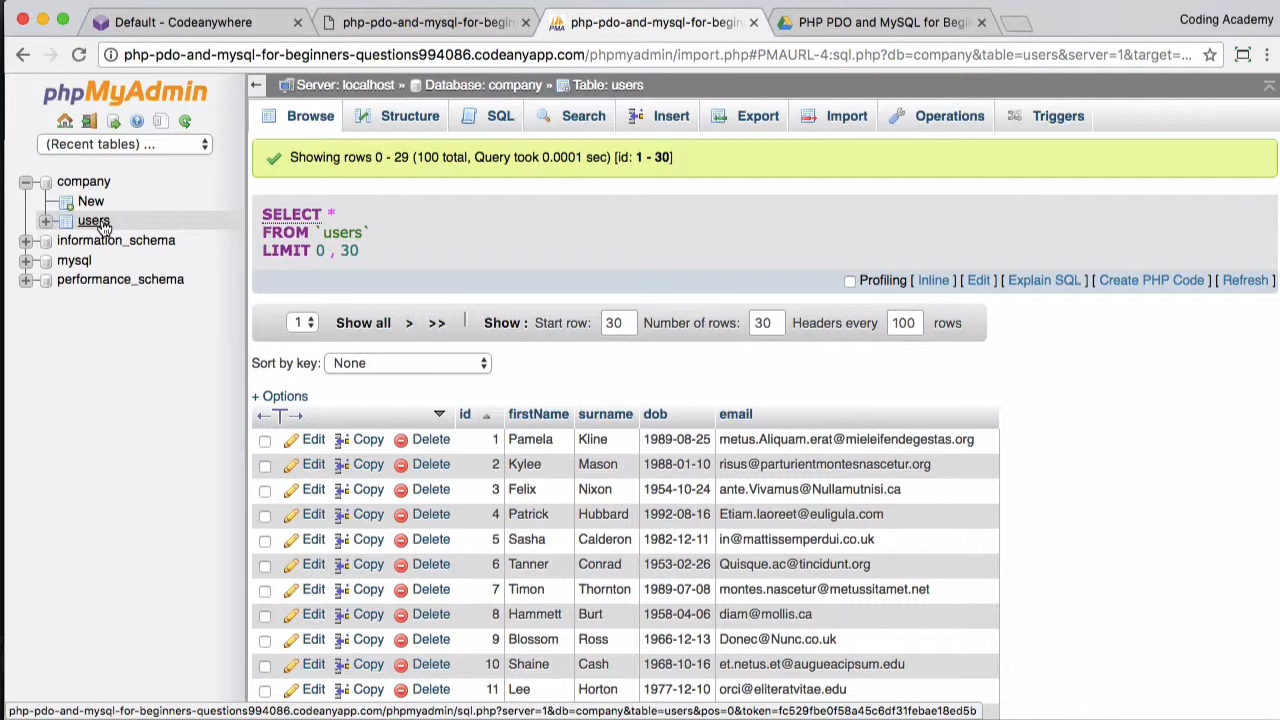 Default - Codeanywhere
php-pdo-and-mysql-for-begin
php-pdo-and-mysql-for-begin
PHP PDO and MySQL for Begi
Coding Academy
php-pdo-and-mysql-for-beginners-questions994086.codeanyapp.com/phpmyadmin/import.php#PMAURL-4:sql.php?db=company&table=users&server=1&target=...
phpMyAdmin
(Recent tables) ...
company
New
users
information_schema
mysql
performance_schema
Server: localhost » Database: company » Table: users
Browse Structure SQL Search Insert Export Import Operations Triggers
Showing rows 0 - 29 (100 total, Query took 0.0001 sec) [id: 1 - 30]
SELECT *
FROM `users`
LIMIT 0 , 30
Profiling [ Inline ] [ Edit ] [ Explain SQL ] [ Create PHP Code ] [ Refresh ]
1 Show all > >> Show : Start row: 30 Number of rows: 30 Headers every 100 rows
Sort by key: None
+ Options
←T→ id firstName surname dob email
Edit Copy Delete 1 Pamela Kline 1989-08-25 metus.Aliquam.erat@mieleifendegestas.org
Edit Copy Delete 2 Kylee Mason 1988-01-10 risus@parturientmontesnascetur.org
Edit Copy Delete 3 Felix Nixon 1954-10-24 ante.Vivamus@Nullamutnisi.ca
Edit Copy Delete 4 Patrick Hubbard 1992-08-16 Etiam.laoreet@euligula.com
Edit Copy Delete 5 Sasha Calderon 1982-12-11 in@mattissemperdui.co.uk
Edit Copy Delete 6 Tanner Conrad 1953-02-26 Quisque.ac@tincidunt.org
Edit Copy Delete 7 Timon Thornton 1989-07-08 montes.nascetur@metussitamet.net
Edit Copy Delete 8 Hammett Burt 1958-04-06 diam@mollis.ca
Edit Copy Delete 9 Blossom Ross 1966-12-13 Donec@Nunc.co.uk
Edit Copy Delete 10 Shaine Cash 1968-10-16 et.netus.et@augueacipsum.edu
Edit Copy Delete 11 Lee Horton 1977-12-10 orci@eliteratvitae.edu
php-pdo-and-mysql-for-beginners-questions994086.codeanyapp.com/phpmyadmin/sql.php?server=1&db=company&table=users&pos=0&token=fc529fbe0f58a45c6df31febae18ed5b